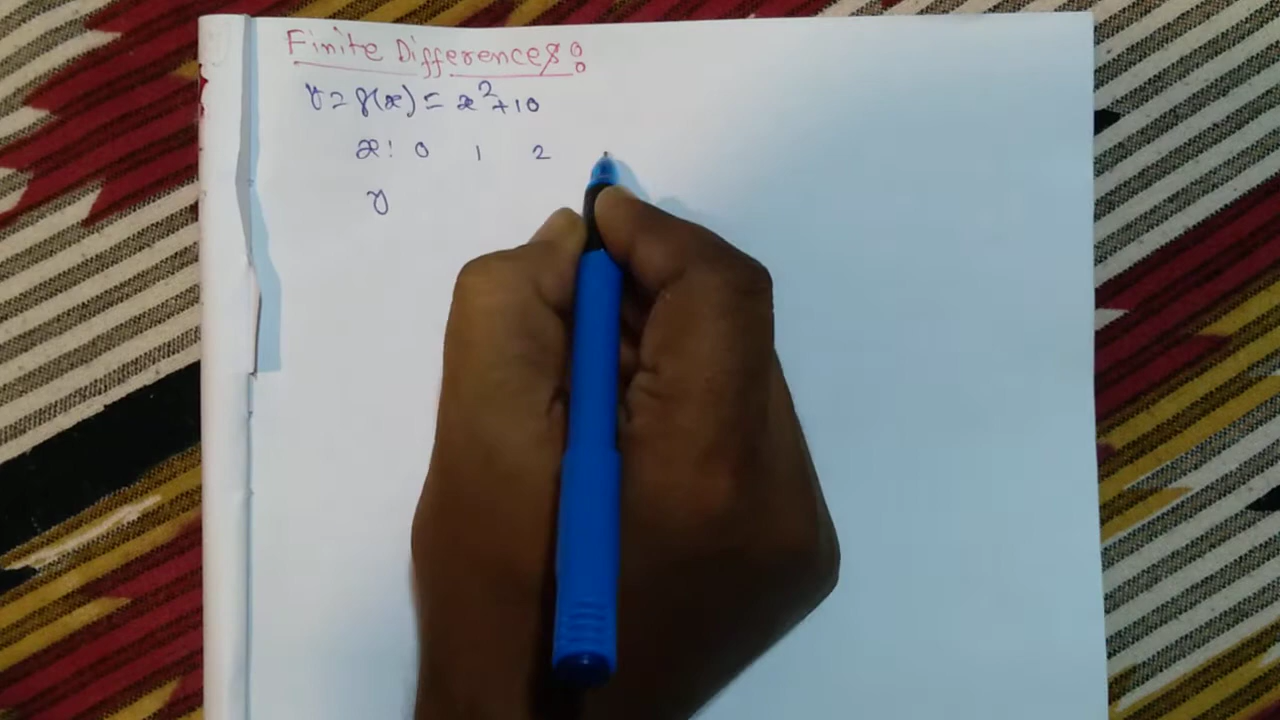 Finite Differences:
y = f(x) = x²+10
x: 0 1 2
y